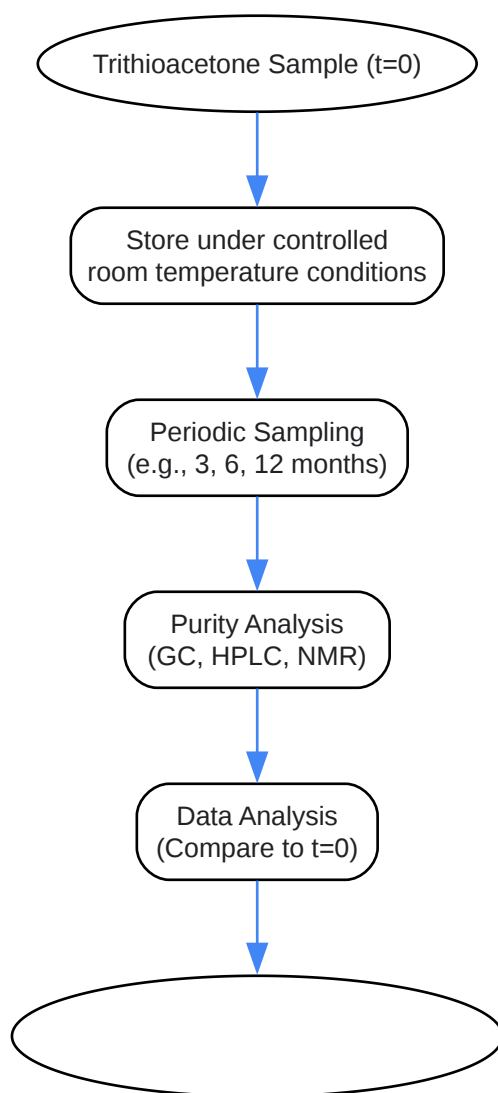 Trithioacetone Sample (t=0)
Store under controlled
room temperature conditions
Periodic Sampling
(e.g., 3, 6, 12 months)
Purity Analysis
(GC, HPLC, NMR)
Data Analysis
(Compare to t=0)